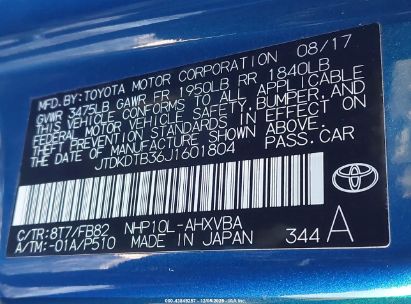 MFD.BY:TOYOTA MOTOR CORPORATION 08/17
GVWR 3475LB GAWR FR 1950LB RR 1840LB
THIS VEHICLE CONFORMS TO ALL APPLICABLE
FEDERAL MOTOR VEHICLE SAFETY, BUMPER, AND
THEFT PREVENTION STANDARDS IN EFFECT ON THE DATE
OF MANUFACTURE SHOWN ABOVE.
JTDKDTB36J1601804 PASS.CAR
C/TR:8T7/FB82 NHP10L-AHXVBA
A/TM:-01A/P510 MADE IN JAPAN 344 A
TOYOTA